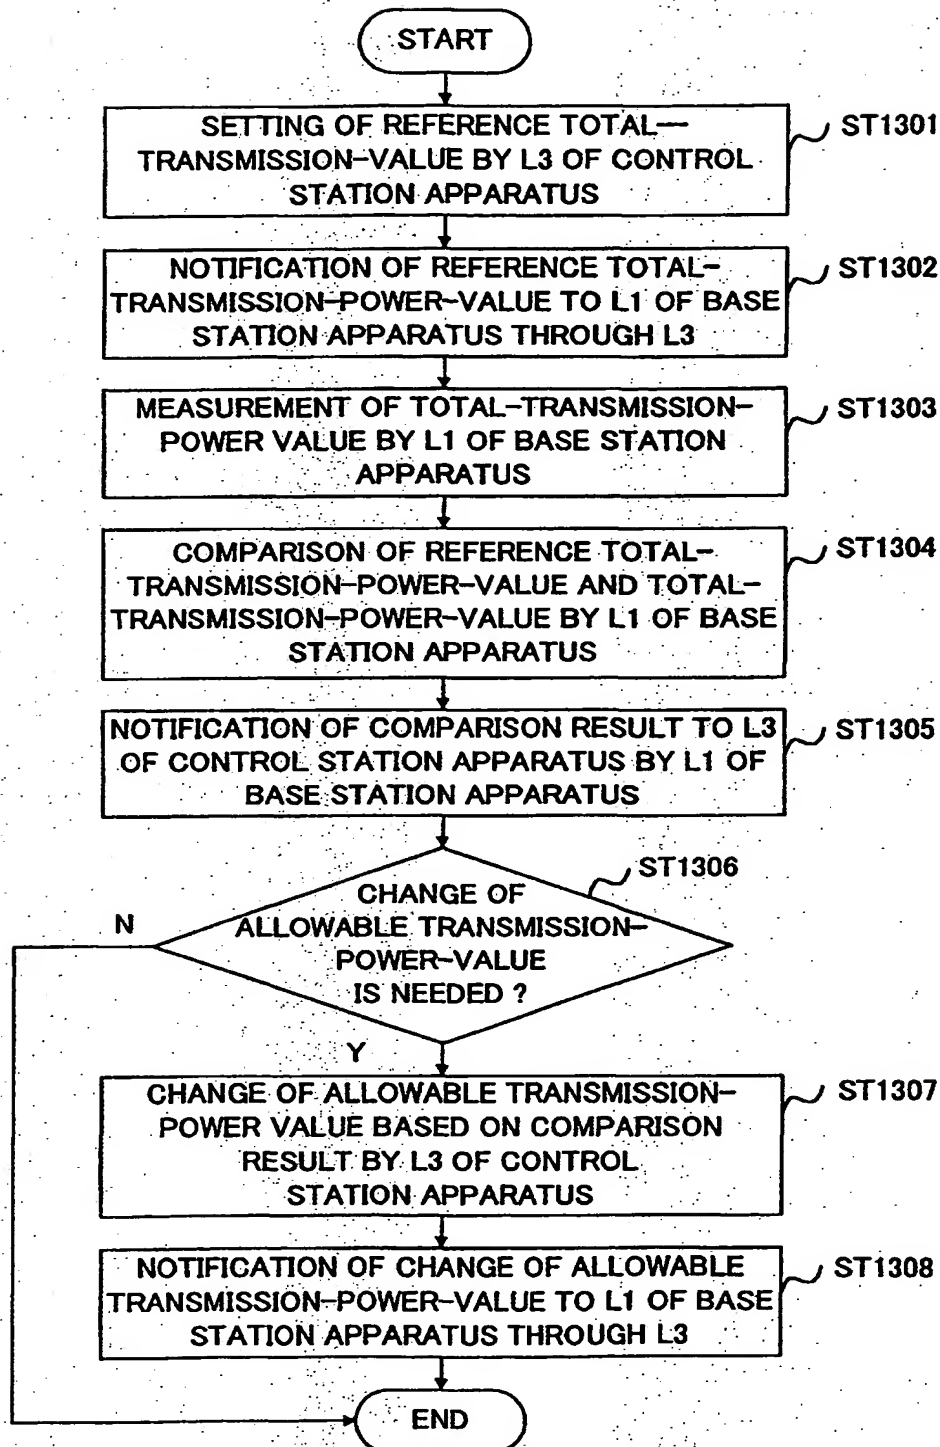 START
SETTING OF REFERENCE TOTAL—
TRANSMISSION-VALUE BY L3 OF CONTROL
STATION APPARATUS
ST1301
NOTIFICATION OF REFERENCE TOTAL-
TRANSMISSION-POWER-VALUE TO L1 OF BASE
STATION APPARATUS THROUGH L3
ST1302
MEASUREMENT OF TOTAL-TRANSMISSION-
POWER VALUE BY L1 OF BASE STATION
APPARATUS
ST1303
COMPARISON OF REFERENCE TOTAL-
TRANSMISSION-POWER-VALUE AND TOTAL-
TRANSMISSION-POWER-VALUE BY L1 OF BASE
STATION APPARATUS
ST1304
NOTIFICATION OF COMPARISON RESULT TO L3
OF CONTROL STATION APPARATUS BY L1 OF
BASE STATION APPARATUS
ST1305
ST1306
CHANGE OF
ALLOWABLE TRANSMISSION-
POWER-VALUE
IS NEEDED ?
N
Y
CHANGE OF ALLOWABLE TRANSMISSION-
POWER VALUE BASED ON COMPARISON
RESULT BY L3 OF CONTROL
STATION APPARATUS
ST1307
NOTIFICATION OF CHANGE OF ALLOWABLE
TRANSMISSION-POWER-VALUE TO L1 OF BASE
STATION APPARATUS THROUGH L3
ST1308
END